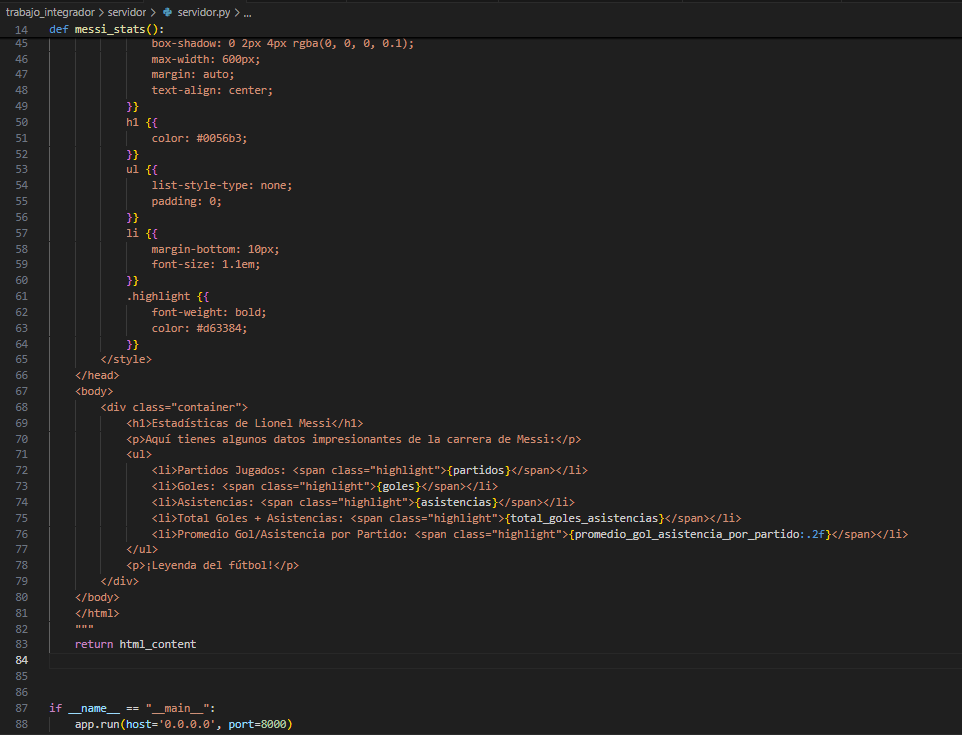 trabajo_integrador > servidor > servidor.py > ...
14 def messi_stats():
45 box-shadow: 0 2px 4px rgba(0, 0, 0, 0.1);
46 max-width: 600px;
47 margin: auto;
48 text-align: center;
49 }}
50 h1 {{
51 color: #0056b3;
52 }}
53 ul {{
54 list-style-type: none;
55 padding: 0;
56 }}
57 li {{
58 margin-bottom: 10px;
59 font-size: 1.1em;
60 }}
61 .highlight {{
62 font-weight: bold;
63 color: #d63384;
64 }}
65 </style>
66 </head>
67 <body>
68 <div class="container">
69 <h1>Estadísticas de Lionel Messi</h1>
70 <p>Aquí tienes algunos datos impresionantes de la carrera de Messi:</p>
71 <ul>
72 <li>Partidos Jugados: <span class="highlight">{partidos}</span></li>
73 <li>Goles: <span class="highlight">{goles}</span></li>
74 <li>Asistencias: <span class="highlight">{asistencias}</span></li>
75 <li>Total Goles + Asistencias: <span class="highlight">{total_goles_asistencias}</span></li>
76 <li>Promedio Gol/Asistencia por Partido: <span class="highlight">{promedio_gol_asistencia_por_partido:.2f}</span></li>
77 </ul>
78 <p>¡Leyenda del fútbol!</p>
79 </div>
80 </body>
81 </html>
82 """
83 return html_content
84
85
86
87 if __name__ == "__main__":
88 app.run(host='0.0.0.0', port=8000)